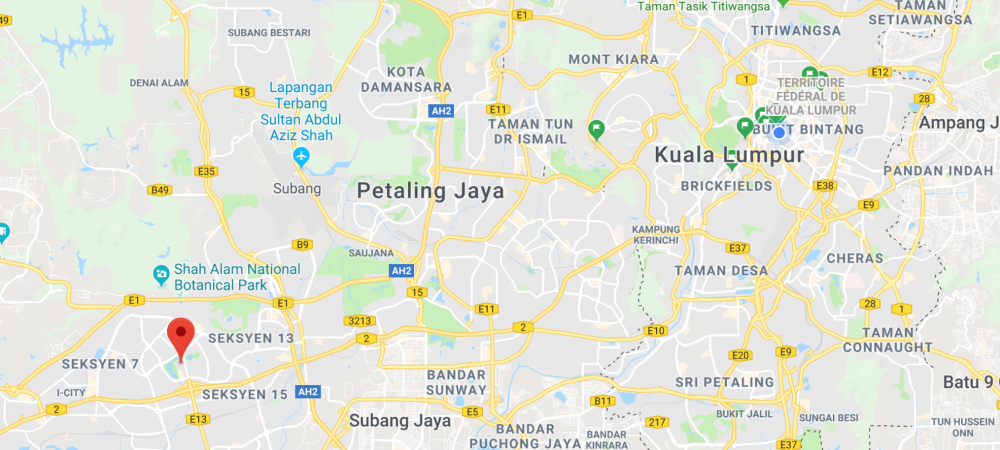 Taman Tasik Titiwangsa
TAMAN
SETIAWANGSA
49
E1
SUBANG BESTARI
TITIWANGSA
MONT KIARA
KOTA
DAMANSARA
DENAI ALAM
15
1
E12
TERRITOIRE
FÉDÉRAL DE
KUALA LUMPUR
28
Lapangan
Terbang
Sultan Abdul
Aziz Shah
AH2
E11
TAMAN TUN
DR ISMAIL
BUKIT BINTANG
Ampang J
Kuala Lumpur
E35
PANDAN INDAH
B49
Subang
Petaling Jaya
BRICKFIELDS
E38
E9
KAMPUNG
KERINCHI
B9
SAUJANA
E37
CHERAS
Shah Alam National
Botanical Park
AH2
TAMAN DESA
E1
E1
15
E11
28
1
3213
2
2
E10
SEKSYEN 13
TAMAN
CONNAUGHT
E20
E9
SEKSYEN 7
I-CITY
SEKSYEN 15
AH2
BANDAR
SUNWAY
SRI PETALING
Batu 9
2
E13
Subang Jaya
E5
B11
BUKIT JALIL
SUNGAI BESI
217
TUN HUSSEIN
ONN
BANDAR
PUCHONG JAYA
BANDAR
KINRARA
E37